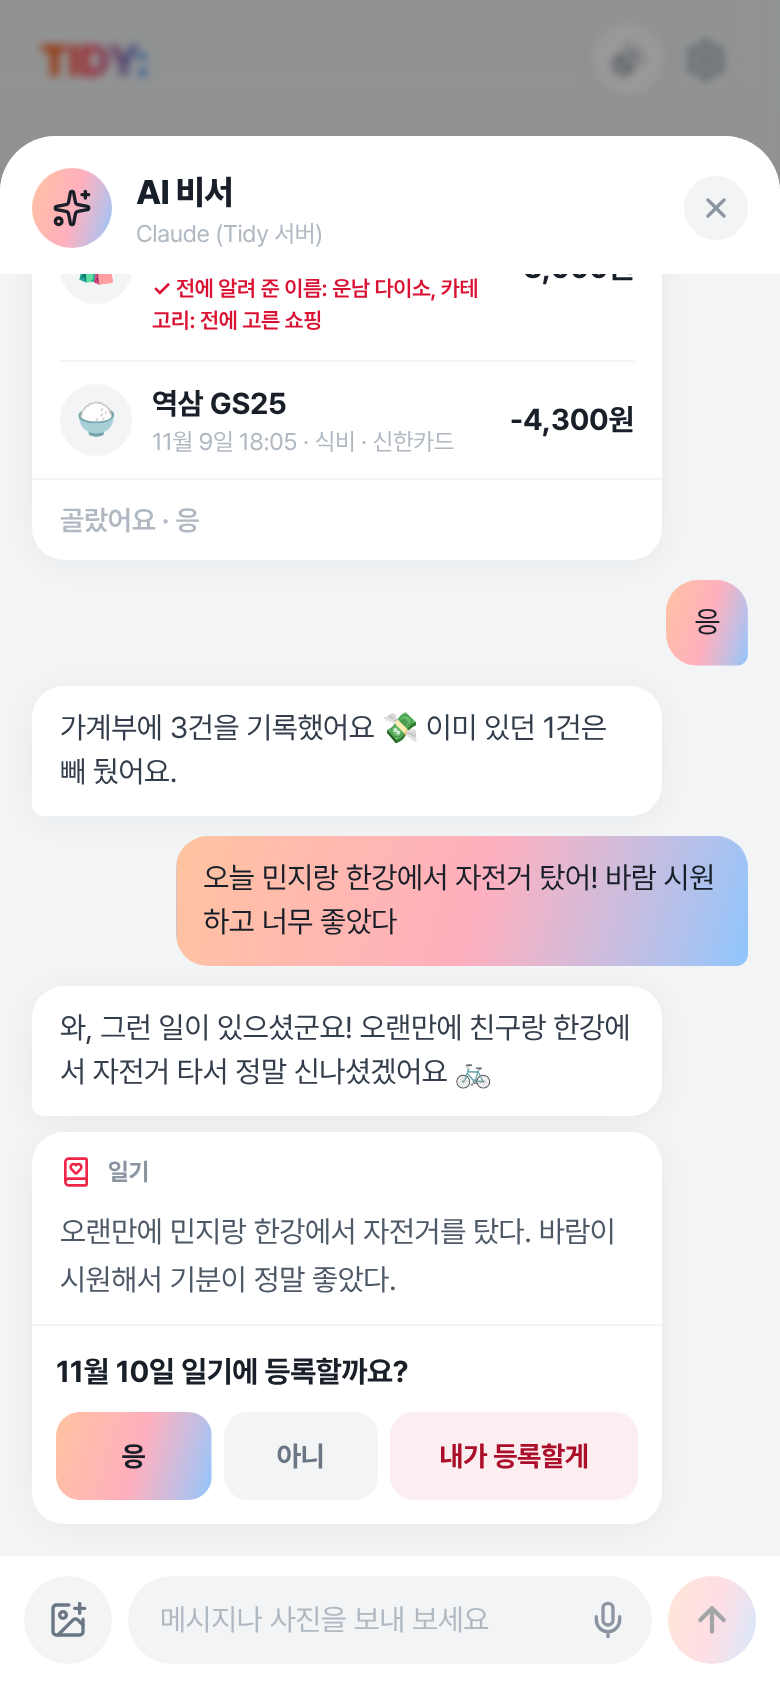 TIDY:
AI 비서
Claude (Tidy 서버)
✓ 전에 알려 준 이름: 운남 다이소, 카테
고리: 전에 고른 쇼핑
역삼 GS25
11월 9일 18:05 · 식비 · 신한카드
-4,300원
골랐어요 · 응
응
가계부에 3건을 기록했어요 💸 이미 있던 1건은
빼 뒀어요.
오늘 민지랑 한강에서 자전거 탔어! 바람 시원
하고 너무 좋았다
와, 그런 일이 있으셨군요! 오랜만에 친구랑 한강에
서 자전거 타서 정말 신나셨겠어요 🚲
일기
오랜만에 민지랑 한강에서 자전거를 탔다. 바람이
시원해서 기분이 정말 좋았다.
11월 10일 일기에 등록할까요?
응
아니
내가 등록할게
메시지나 사진을 보내 보세요